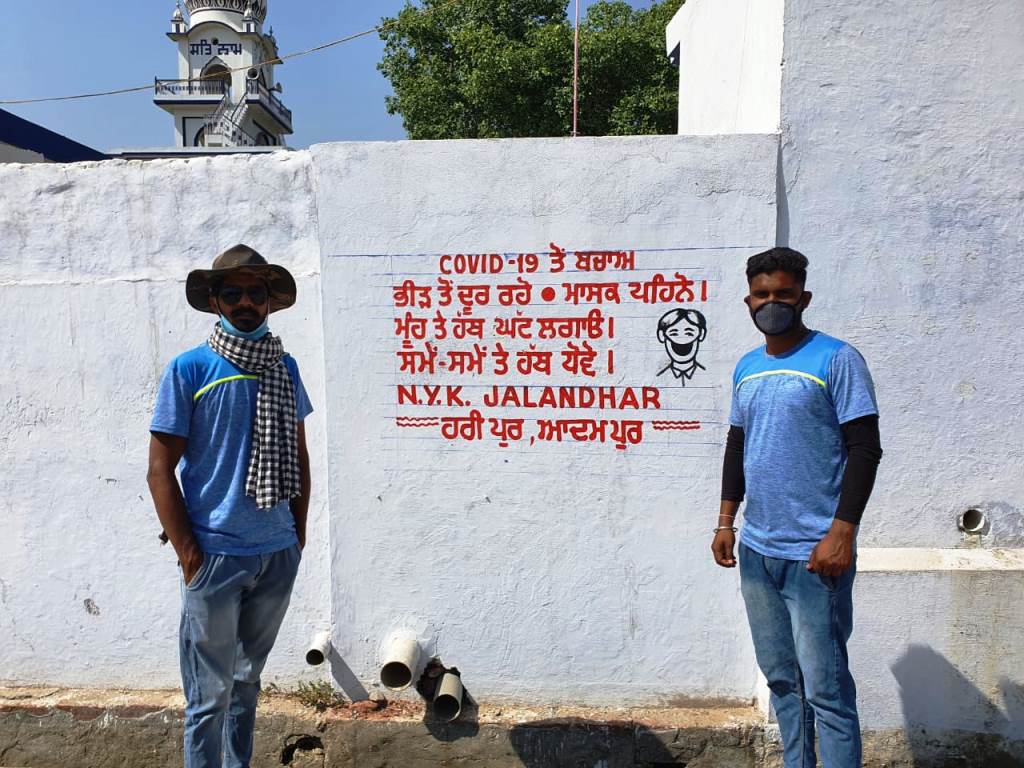 ਸਤਿ ਨਾਮ
COVID-19 ਤੋਂ ਬਚਾਅ
ਭੀੜ ਤੋਂ ਦੂਰ ਰਹੋ • ਮਾਸਕ ਪਹਿਨੋ।
ਮੂੰਹ ਤੇ ਹੱਥ ਘੱਟ ਲਗਾਓ।
ਸਮੇਂ-ਸਮੇਂ ਤੇ ਹੱਥ ਧੋਵੋ।
N.Y.K. JALANDHAR
ਹਰੀ ਪੁਰ, ਆਦਮਪੁਰ